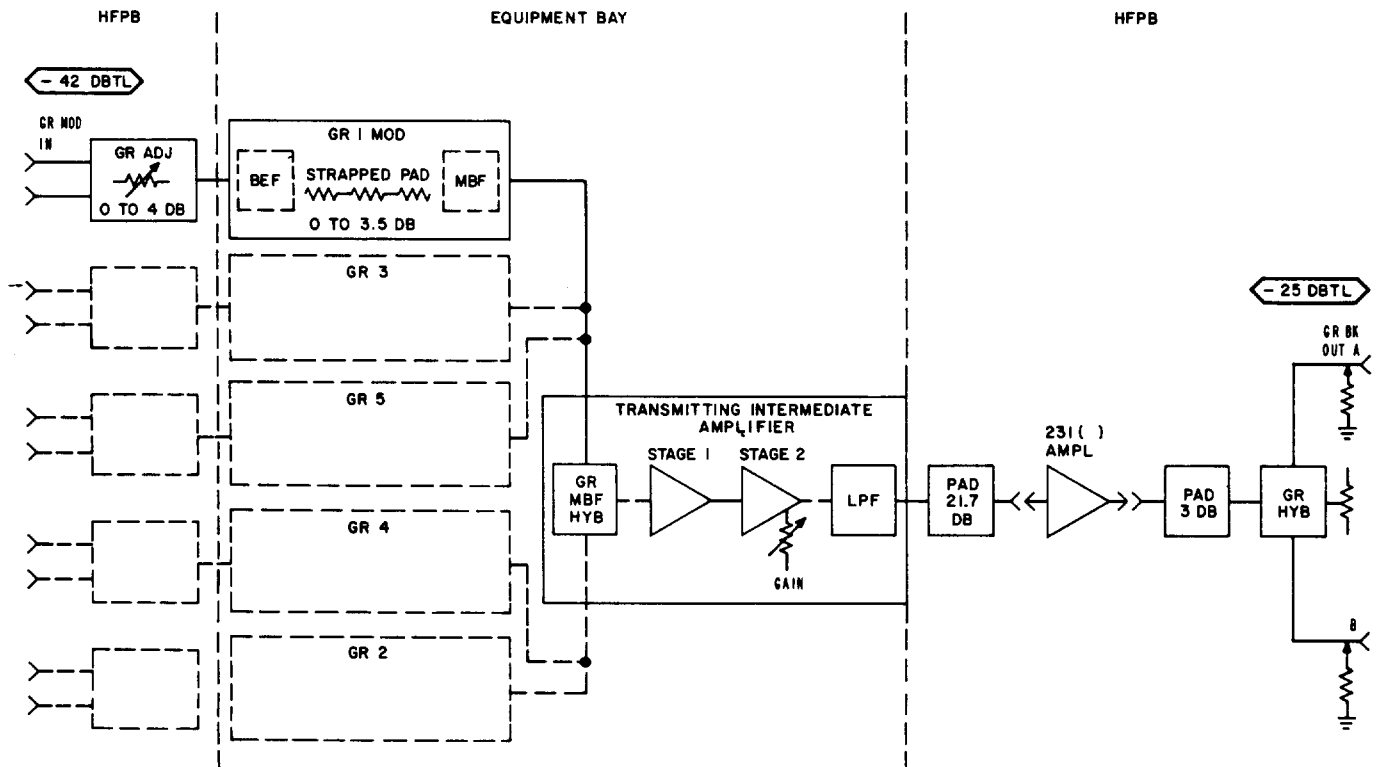 HFPB
EQUIPMENT BAY
HFPB
- 42 DBTL
GR MOD
IN
GR ADJ
0 TO 4 DB
GR 1 MOD
BEF
STRAPPED PAD
MBF
0 TO 3.5 DB
GR 3
GR 5
GR 4
GR 2
TRANSMITTING INTERMEDIATE
AMPLIFIER
GR
MBF
HYB
STAGE 1
STAGE 2
GAIN
LPF
PAD
21.7
DB
231( )
AMPL
PAD
3 DB
GR
HYB
- 25 DBTL
GR BK
OUT A
B